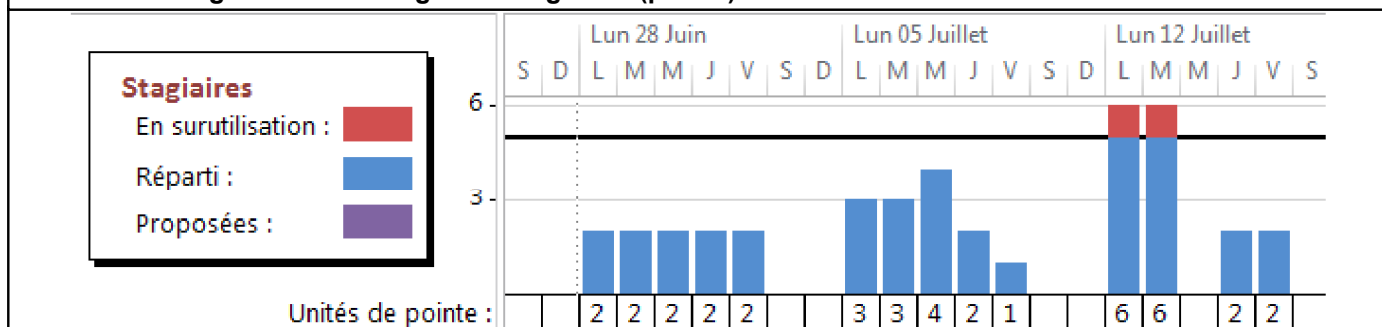 Lun 28 Juin Lun 05 Juillet Lun 12 Juillet
S D L M M J V S D L M M J V S D L M M J V S
Stagiaires
En surutilisation :
Réparti :
Proposées :
6
3
Unités de pointe : 2 2 2 2 2 3 3 4 2 1 6 6 2 2